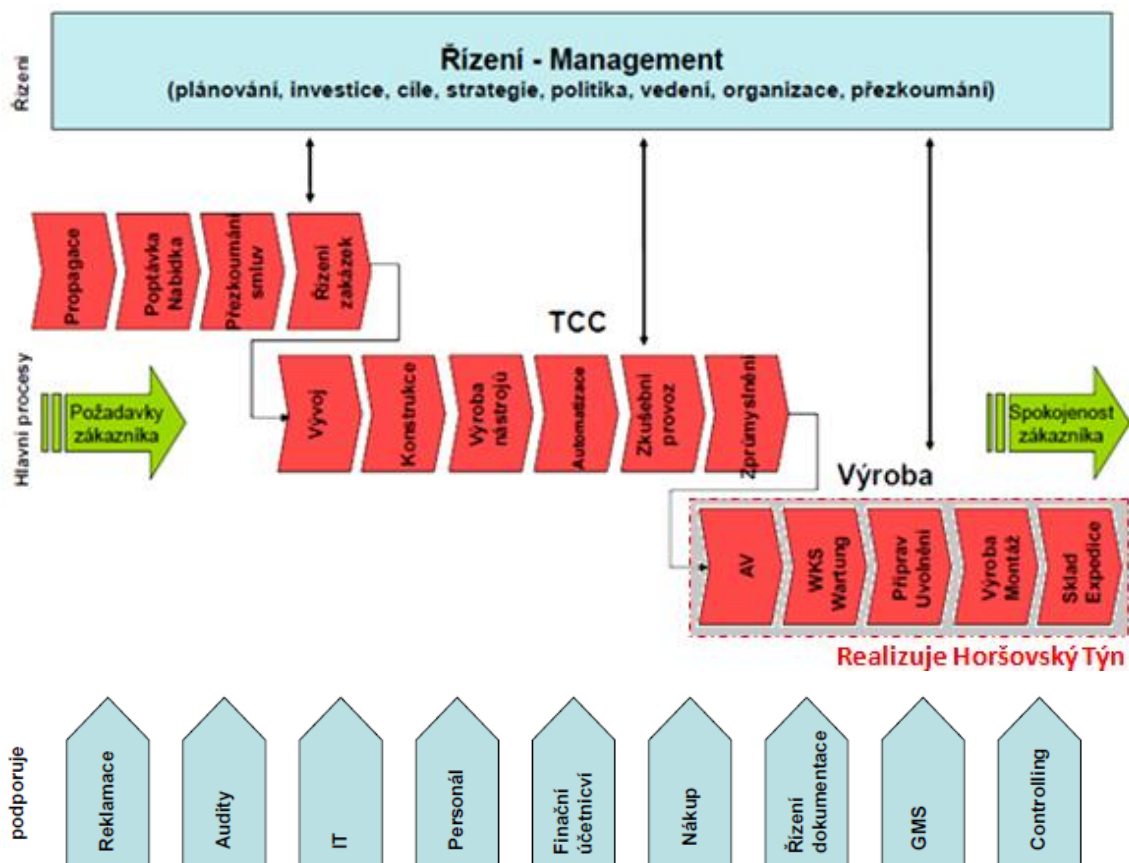 Řízení
Řízení - Management
(plánování, investice, cíle, strategie, politika, vedení, organizace, přezkoumání)
Hlavní procesy
Propagace
Poptávka
Nabídka
Přezkoumání
smluv
Řízení
zakázek
Požadavky
zákazníka
TCC
Vývoj
Konstrukce
Výroba
nástrojů
Automatizace
Zkušební
provoz
Zprůmyslnění
Spokojenost
zákazníka
Výroba
AV
WKS
Wartung
Příprav
Uvolnění
Výroba
Montáž
Sklad
Expedice
Realizuje Horšovský Týn
podporuje
Reklamace
Audity
IT
Personál
Finační
účetnicví
Nákup
Řízení
dokumentace
GMS
Controlling